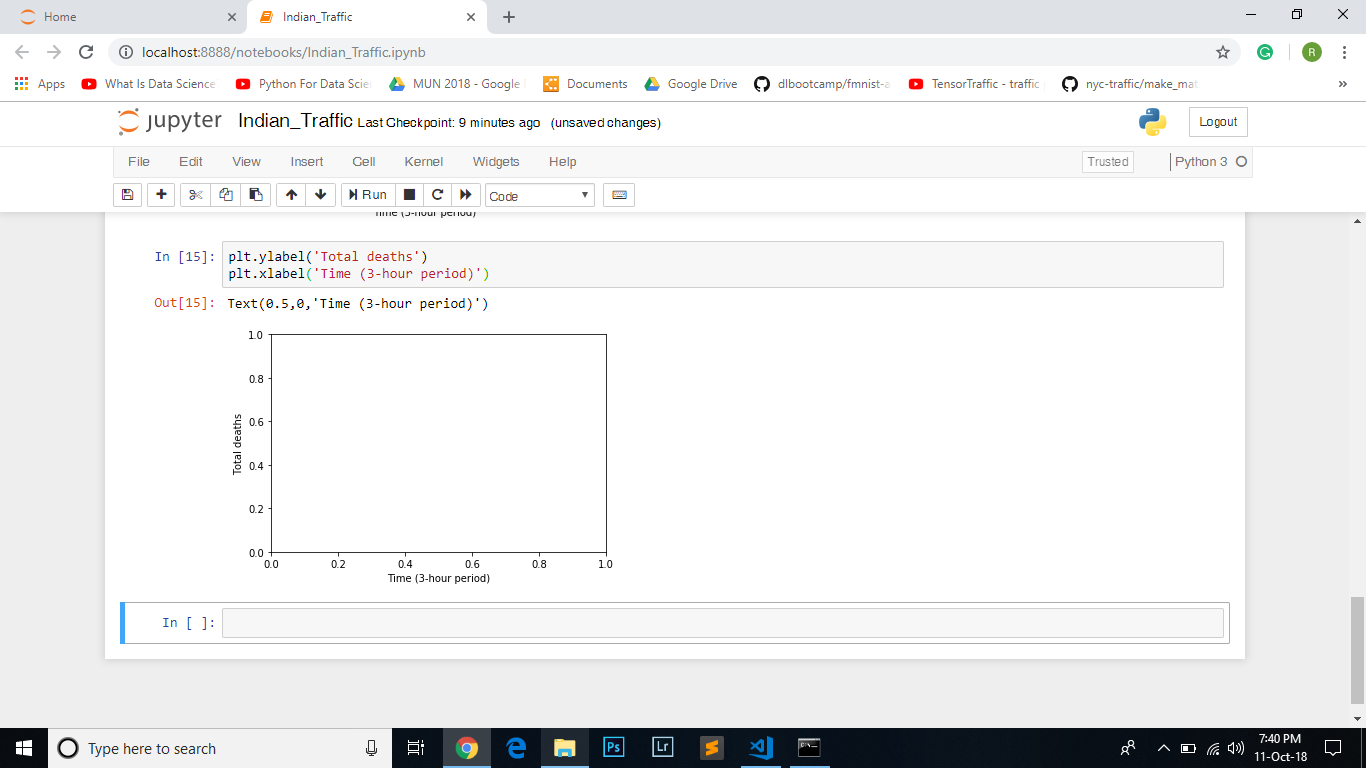 Home
Indian_Traffic
localhost:8888/notebooks/Indian_Traffic.ipynb
R
Apps
What Is Data Science
Python For Data Scie
MUN 2018 - Google
Documents
Google Drive
dlbootcamp/fmnist-a
TensorTraffic - traffic
nyc-traffic/make_mat
jupyter Indian_Traffic Last Checkpoint: 9 minutes ago (unsaved changes)
Logout
File Edit View Insert Cell Kernel Widgets Help
Trusted
Python 3
Run
Code
Time (3-hour period)
In [15]: plt.ylabel('Total deaths')
plt.xlabel('Time (3-hour period)')
Out[15]: Text(0.5,0,'Time (3-hour period)')
1.0
0.8
0.6
0.4
0.2
0.0
Total deaths
0.0 0.2 0.4 0.6 0.8 1.0
Time (3-hour period)
In [ ]:
Type here to search
Ps
Lr
7:40 PM
11-Oct-18